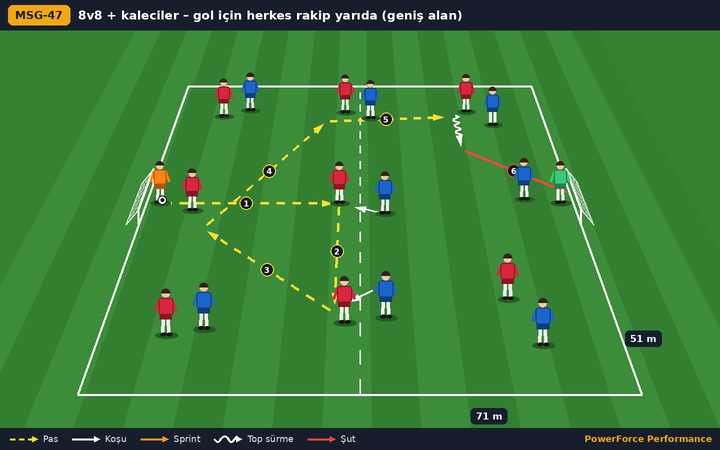 MSG-47 8v8 + kaleciler – gol için herkes rakip yarıda (geniş alan)
5
6
4
1
2
3
51 m
71 m
Pas Koşu Sprint Top sürme Şut PowerForce Performance